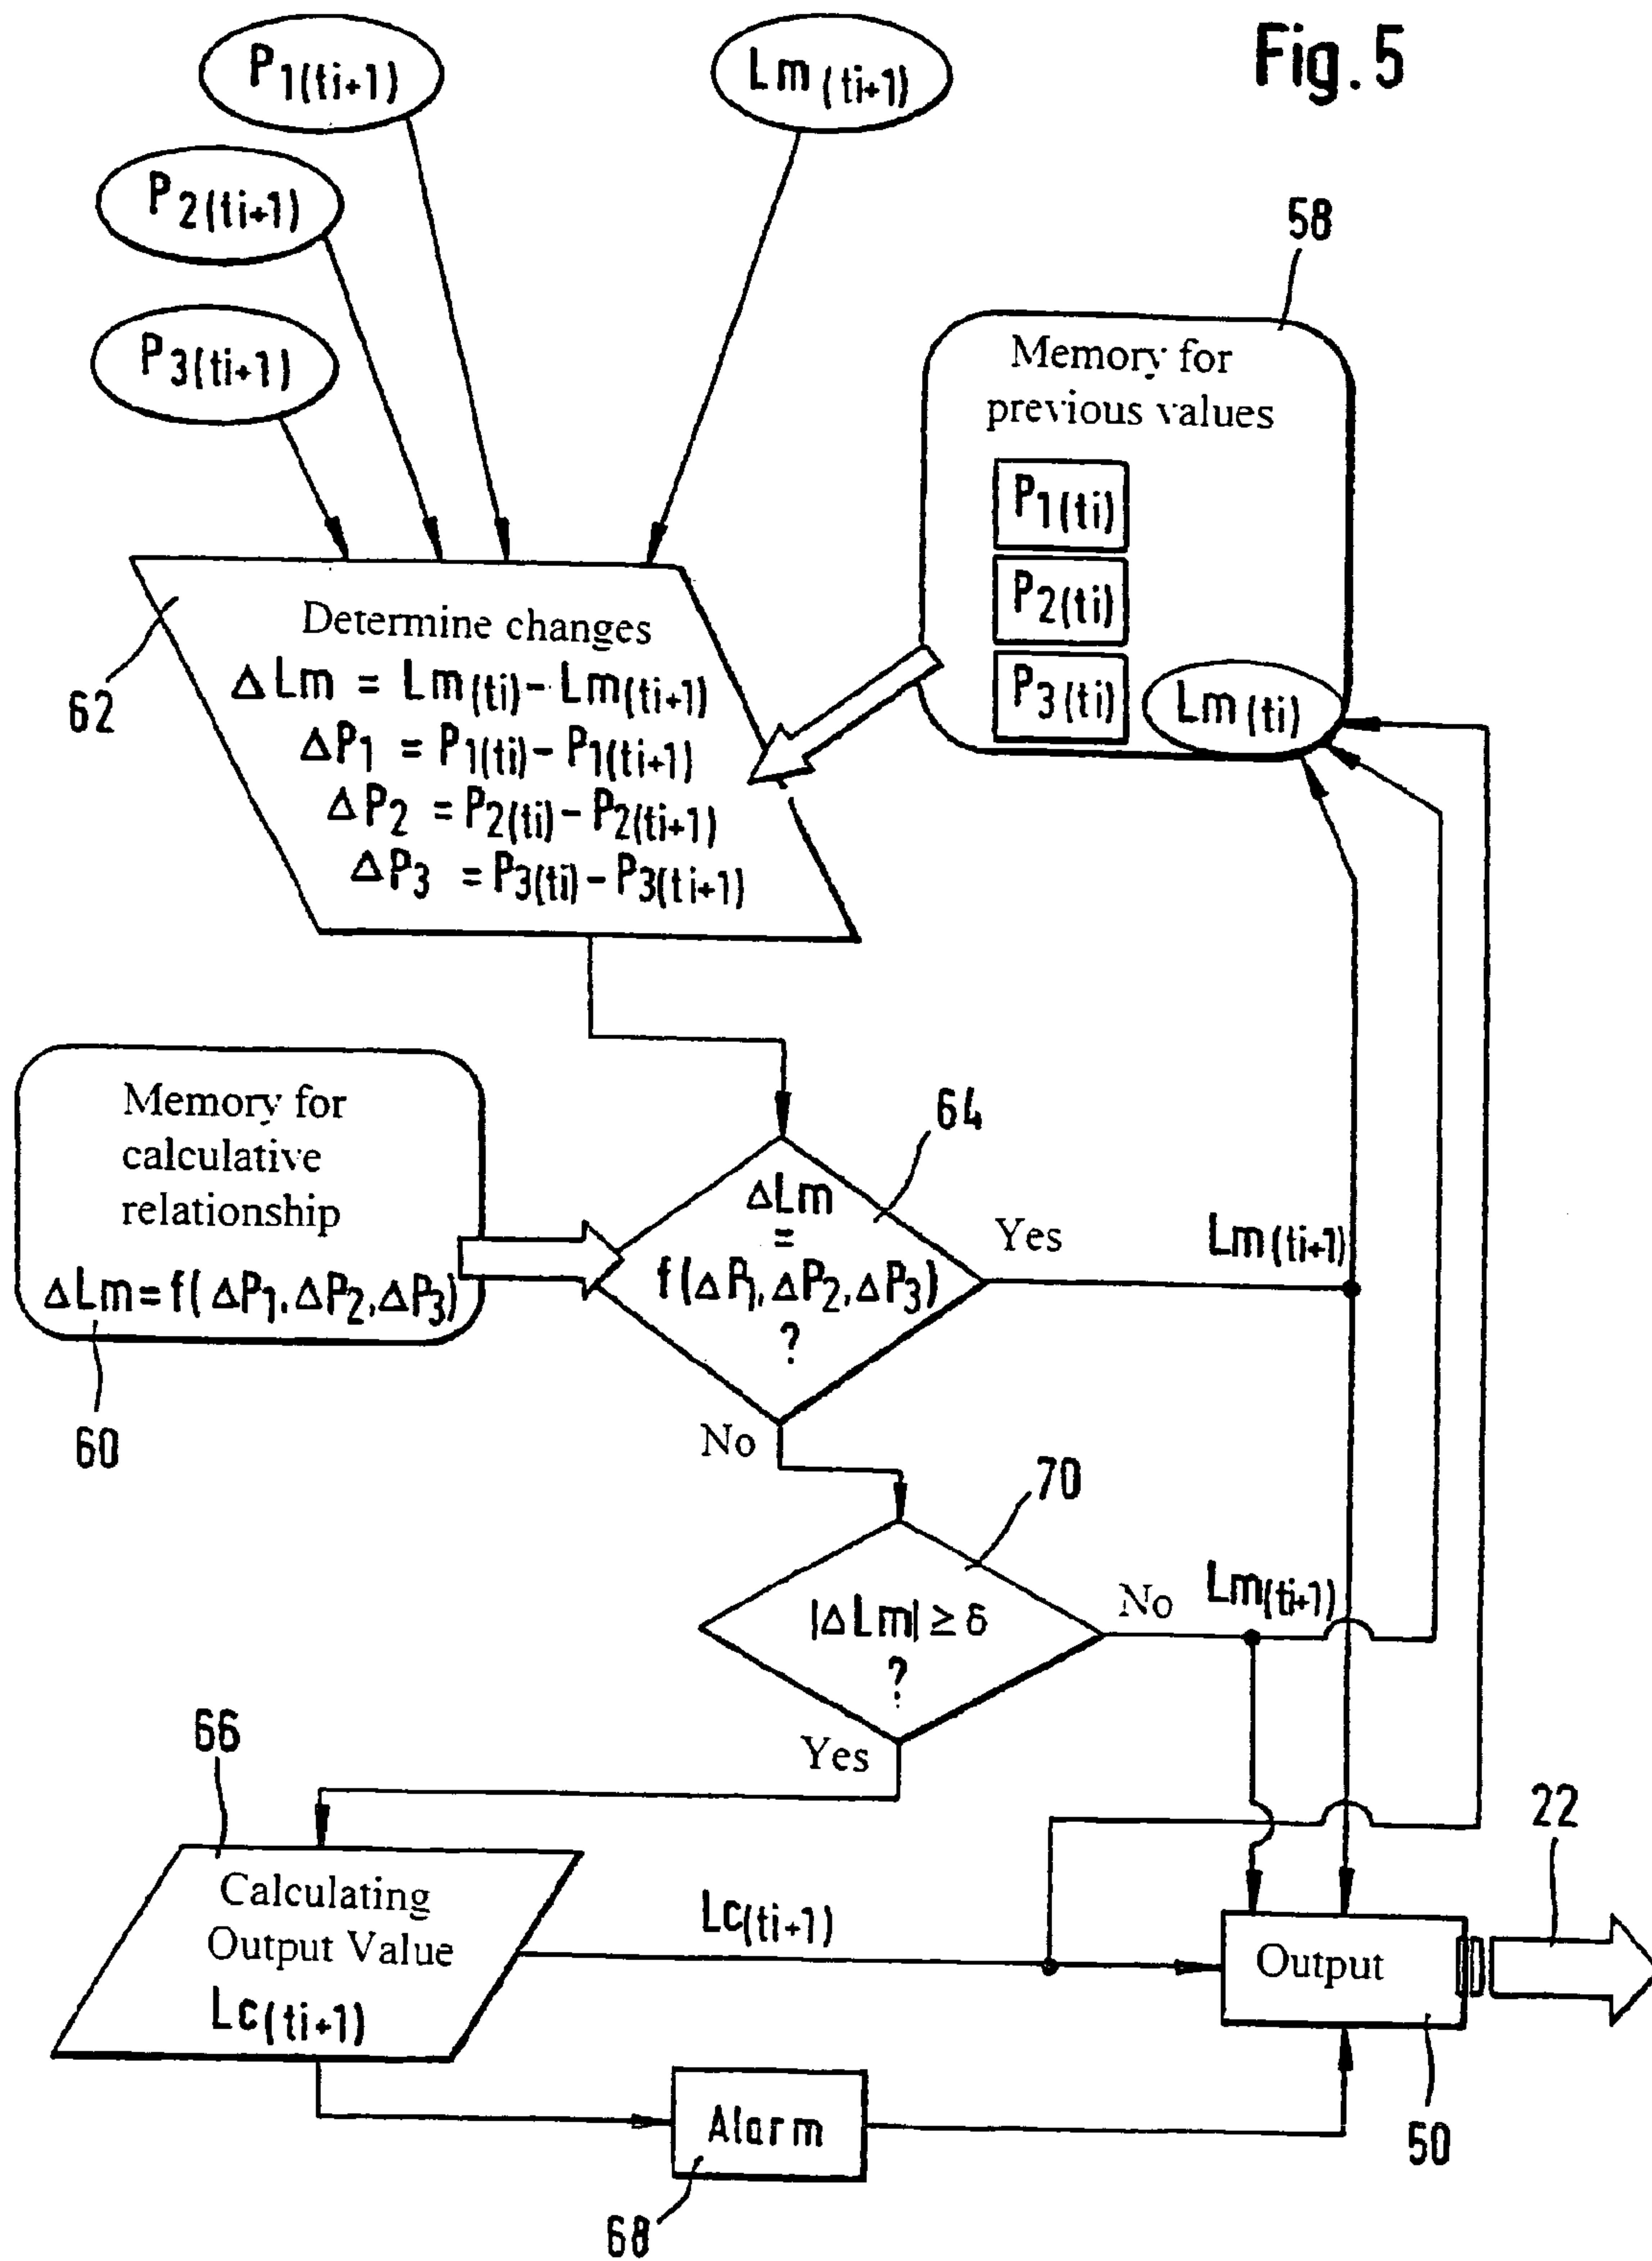 Fig. 5
P1(ti+1)
Lm(ti+1)
P2(ti+1)
P3(ti+1)
58
Memory for
previous values
P1(ti)
P2(ti)
P3(ti)
Lm(ti)
62
Determine changes
ΔLm = Lm(ti) - Lm(ti+1)
ΔP1 = P1(ti) - P1(ti+1)
ΔP2 = P2(ti) - P2(ti+1)
ΔP3 = P3(ti) - P3(ti+1)
Memory for
calculative
relationship
ΔLm = f(ΔP1, ΔP2, ΔP3)
60
64
ΔLm
=
f(ΔP1, ΔP2, ΔP3)
?
Yes
Lm(ti+1)
No
70
|ΔLm| ≥ δ
?
No
Lm(ti+1)
Yes
66
Calculating
Output Value
Lc(ti+1)
Lc(ti+1)
22
Output
50
Alarm
68